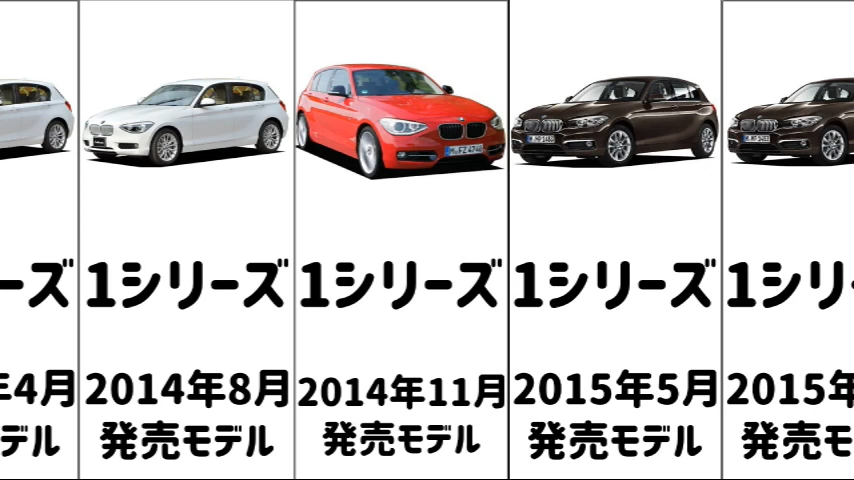 ーズ
年4月
デル
1シリーズ
2014年8月
発売モデル
M FZ 4746
1シリーズ
2014年11月
発売モデル
1シリーズ
2015年5月
発売モデル
1シリー
2015年
発売モ